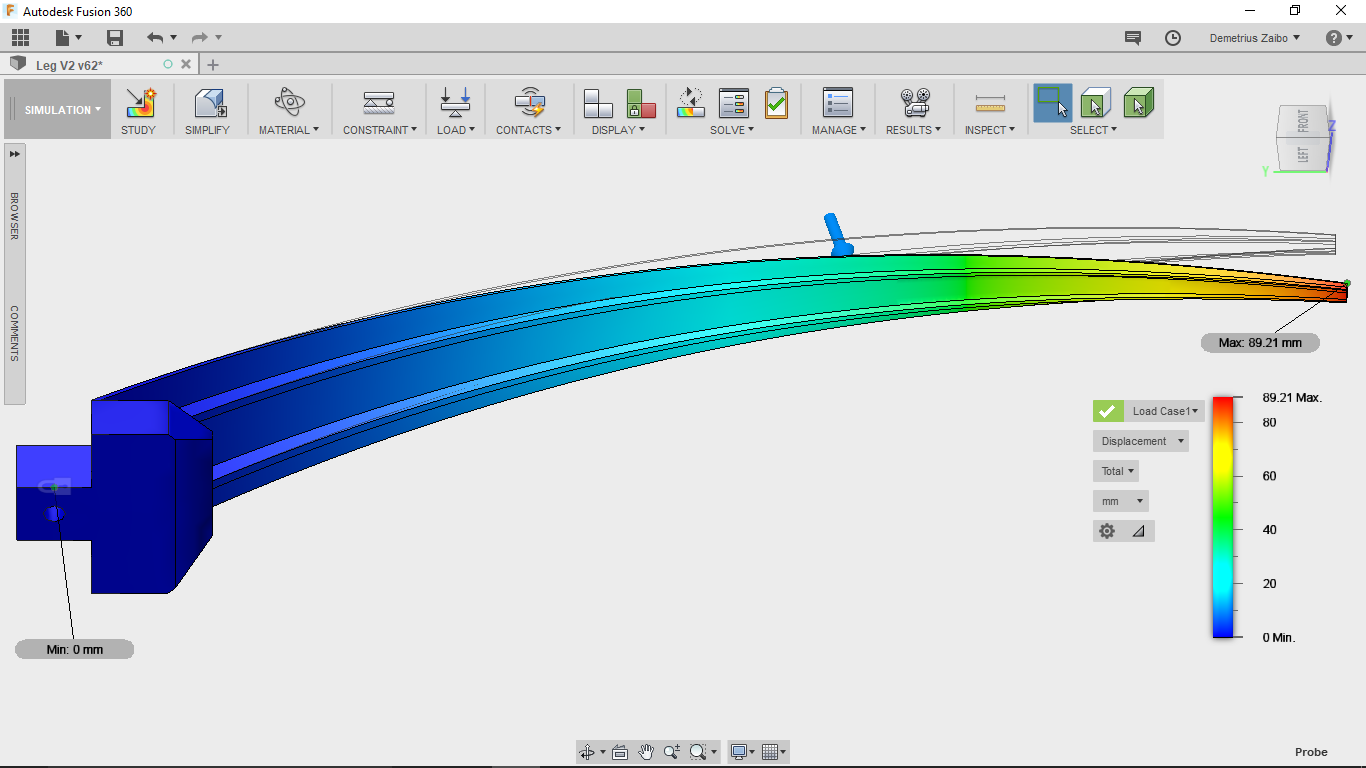 Autodesk Fusion 360
Demetrius Zaibo
Leg V2 v62*
SIMULATION
STUDY
SIMPLIFY
MATERIAL
CONSTRAINT
LOAD
CONTACTS
DISPLAY
SOLVE
MANAGE
RESULTS
INSPECT
SELECT
FRONT
LEFT
Z
Y
BROWSER
COMMENTS
Max: 89.21 mm
Load Case1
Displacement
Total
mm
89.21 Max.
80
60
40
20
0 Min.
Min: 0 mm
Probe